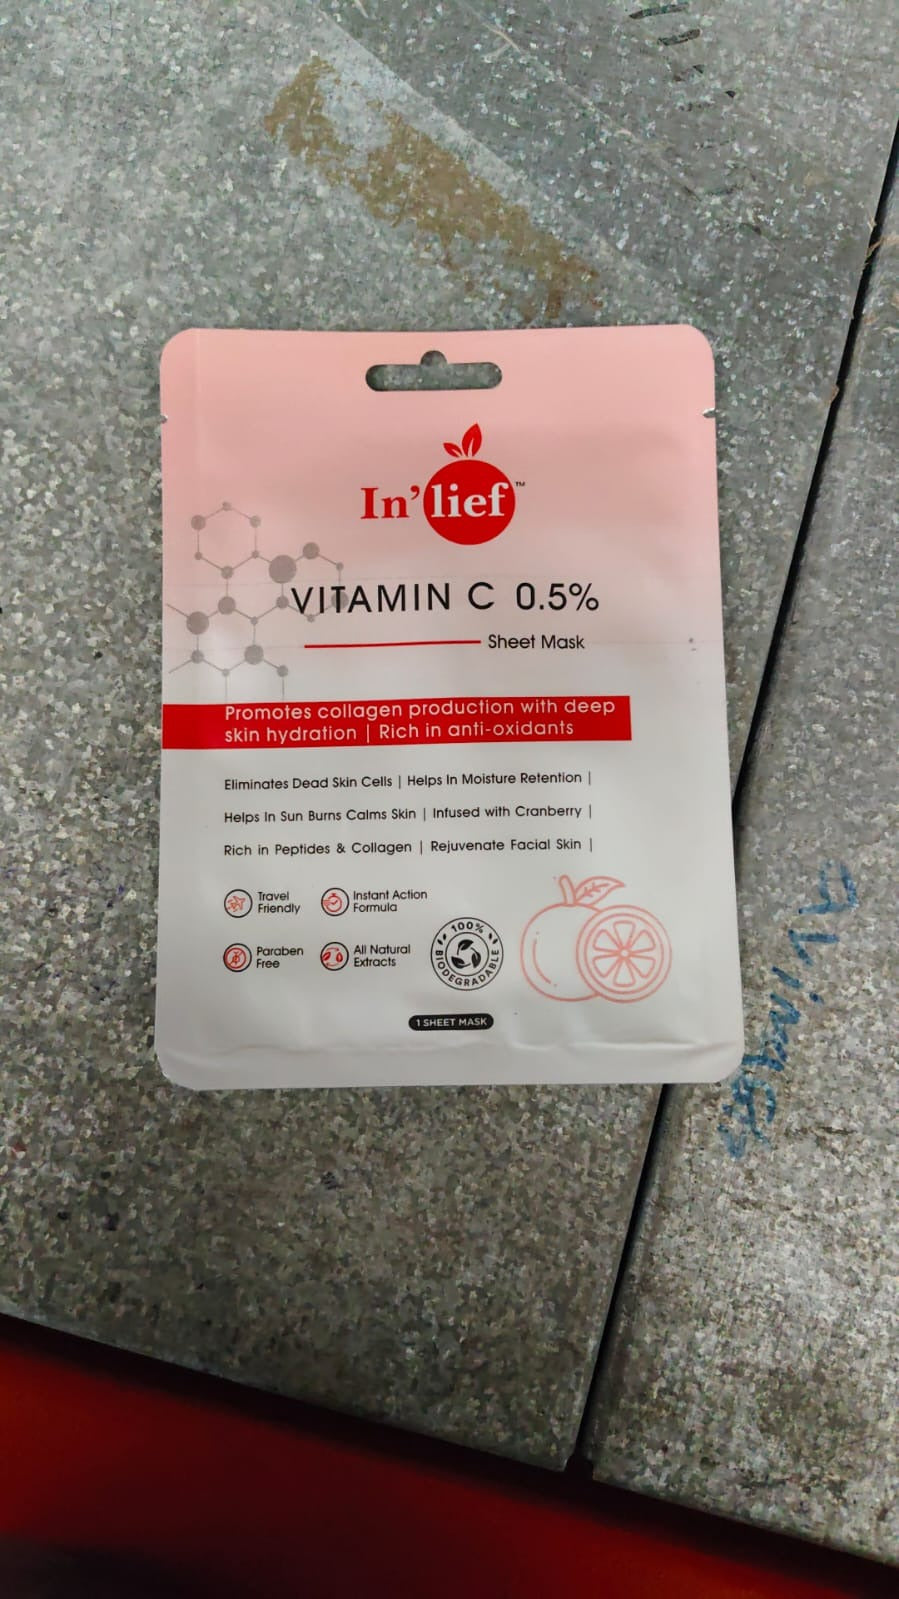 In'lief™
VITAMIN C 0.5%
Sheet Mask
Promotes collagen production with deep
skin hydration | Rich in anti-oxidants
Eliminates Dead Skin Cells | Helps In Moisture Retention |
Helps In Sun Burns Calms Skin | Infused with Cranberry |
Rich in Peptides & Collagen | Rejuvenate Facial Skin |
Travel
Friendly
Instant Action
Formula
Paraben
Free
All Natural
Extracts
100%
BIODEGRADABLE
1 SHEET MASK